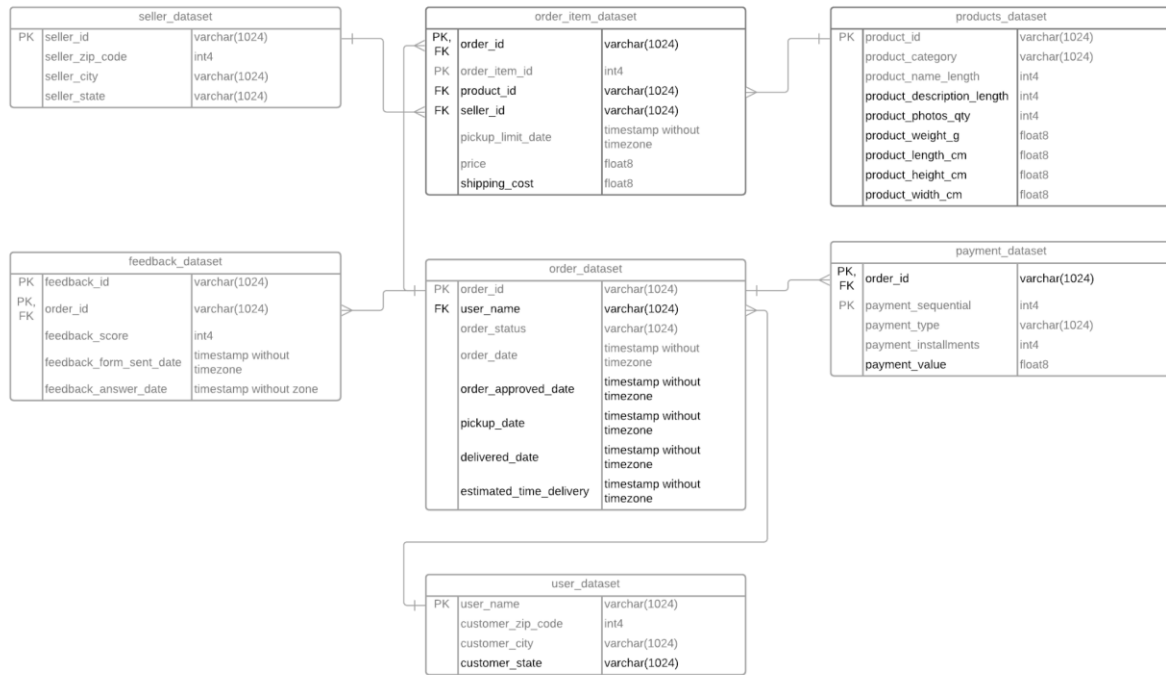 seller_dataset
PK seller_id varchar(1024)
seller_zip_code int4
seller_city varchar(1024)
seller_state varchar(1024)
order_item_dataset
PK,
FK order_id varchar(1024)
PK order_item_id int4
FK product_id varchar(1024)
FK seller_id varchar(1024)
pickup_limit_date timestamp without
timezone
price float8
shipping_cost float8
products_dataset
PK product_id varchar(1024)
product_category varchar(1024)
product_name_length int4
product_description_length int4
product_photos_qty int4
product_weight_g float8
product_length_cm float8
product_height_cm float8
product_width_cm float8
feedback_dataset
PK feedback_id varchar(1024)
PK,
FK order_id varchar(1024)
feedback_score int4
feedback_form_sent_date timestamp without
timezone
feedback_answer_date timestamp without zone
order_dataset
PK order_id varchar(1024)
FK user_name varchar(1024)
order_status varchar(1024)
order_date timestamp without
timezone
order_approved_date timestamp without
timezone
pickup_date timestamp without
timezone
delivered_date timestamp without
timezone
estimated_time_delivery timestamp without
timezone
payment_dataset
PK,
FK order_id varchar(1024)
PK payment_sequential int4
payment_type varchar(1024)
payment_installments int4
payment_value float8
user_dataset
PK user_name varchar(1024)
customer_zip_code int4
customer_city varchar(1024)
customer_state varchar(1024)